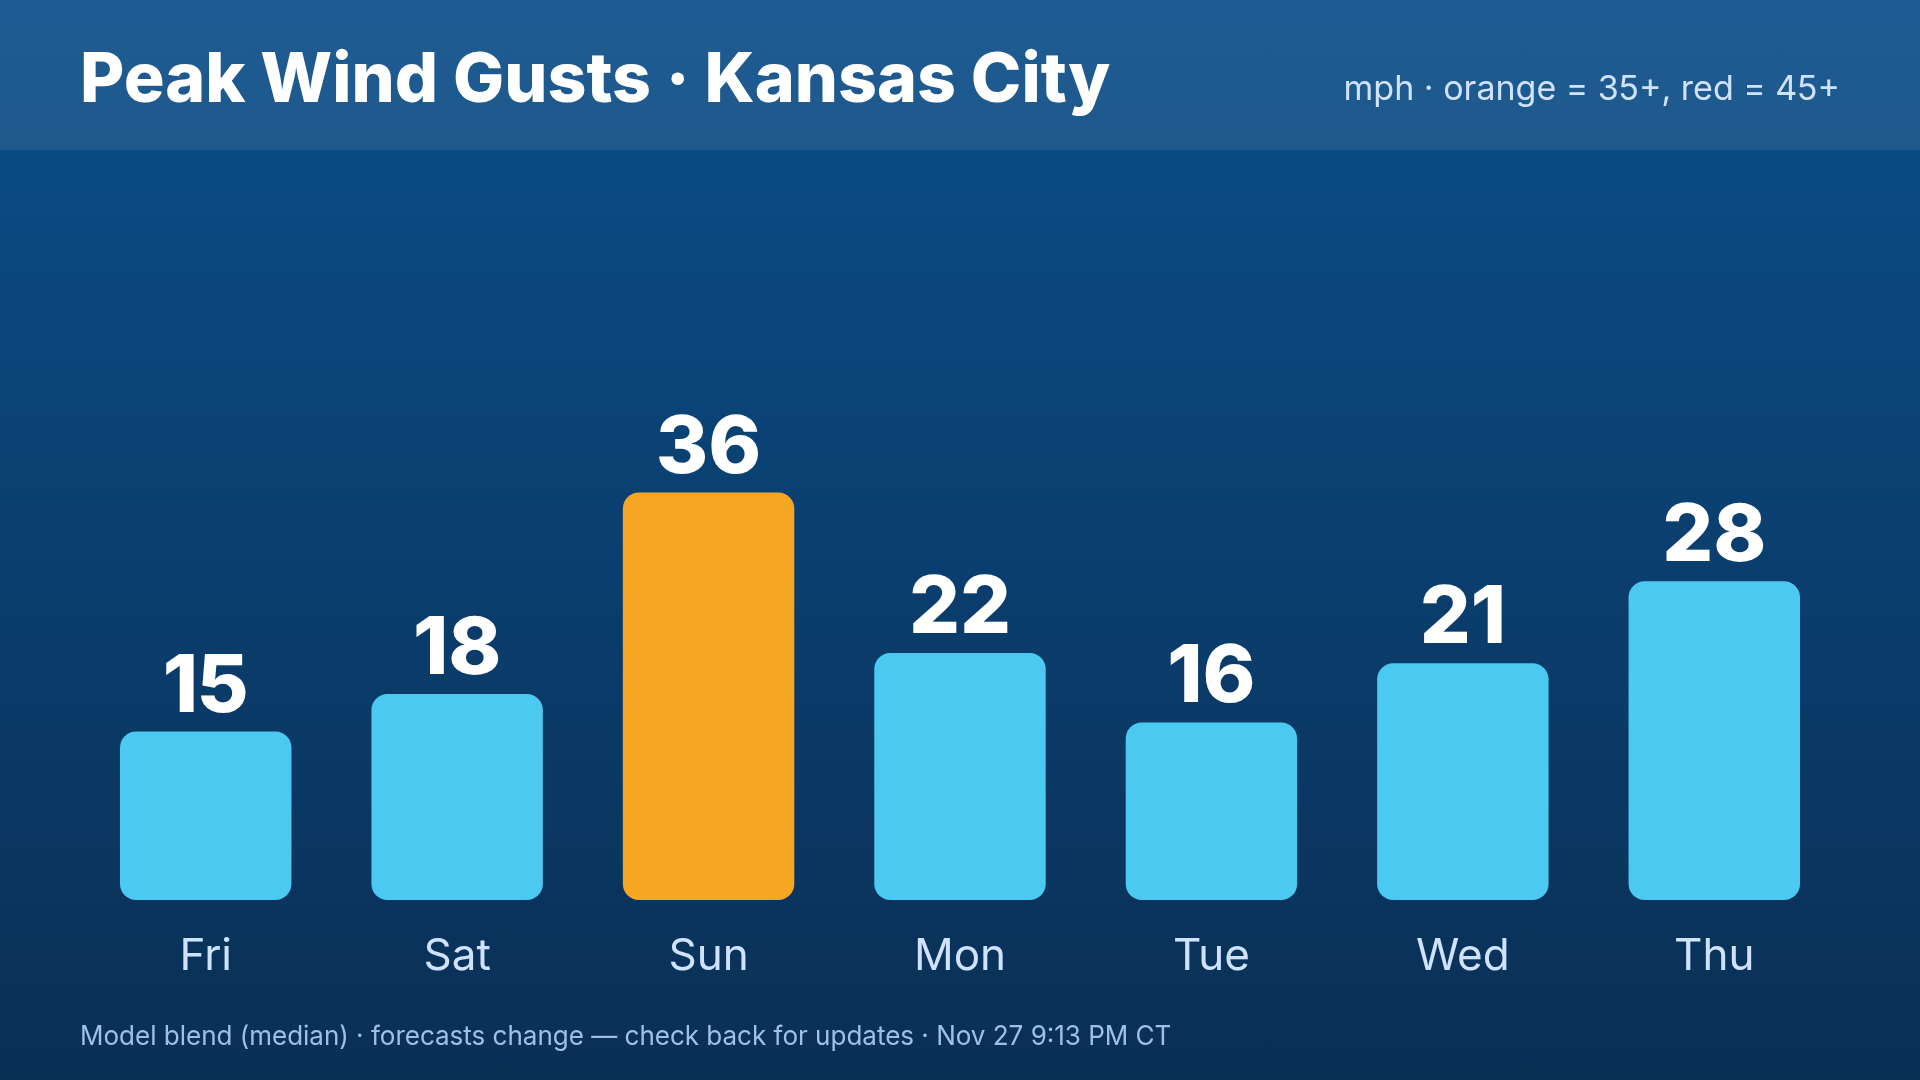 Peak Wind Gusts · Kansas City
mph · orange = 35+, red = 45+
36
28
22
21
18
16
15
Fri Sat Sun Mon Tue Wed Thu
Model blend (median) · forecasts change — check back for updates · Nov 27 9:13 PM CT